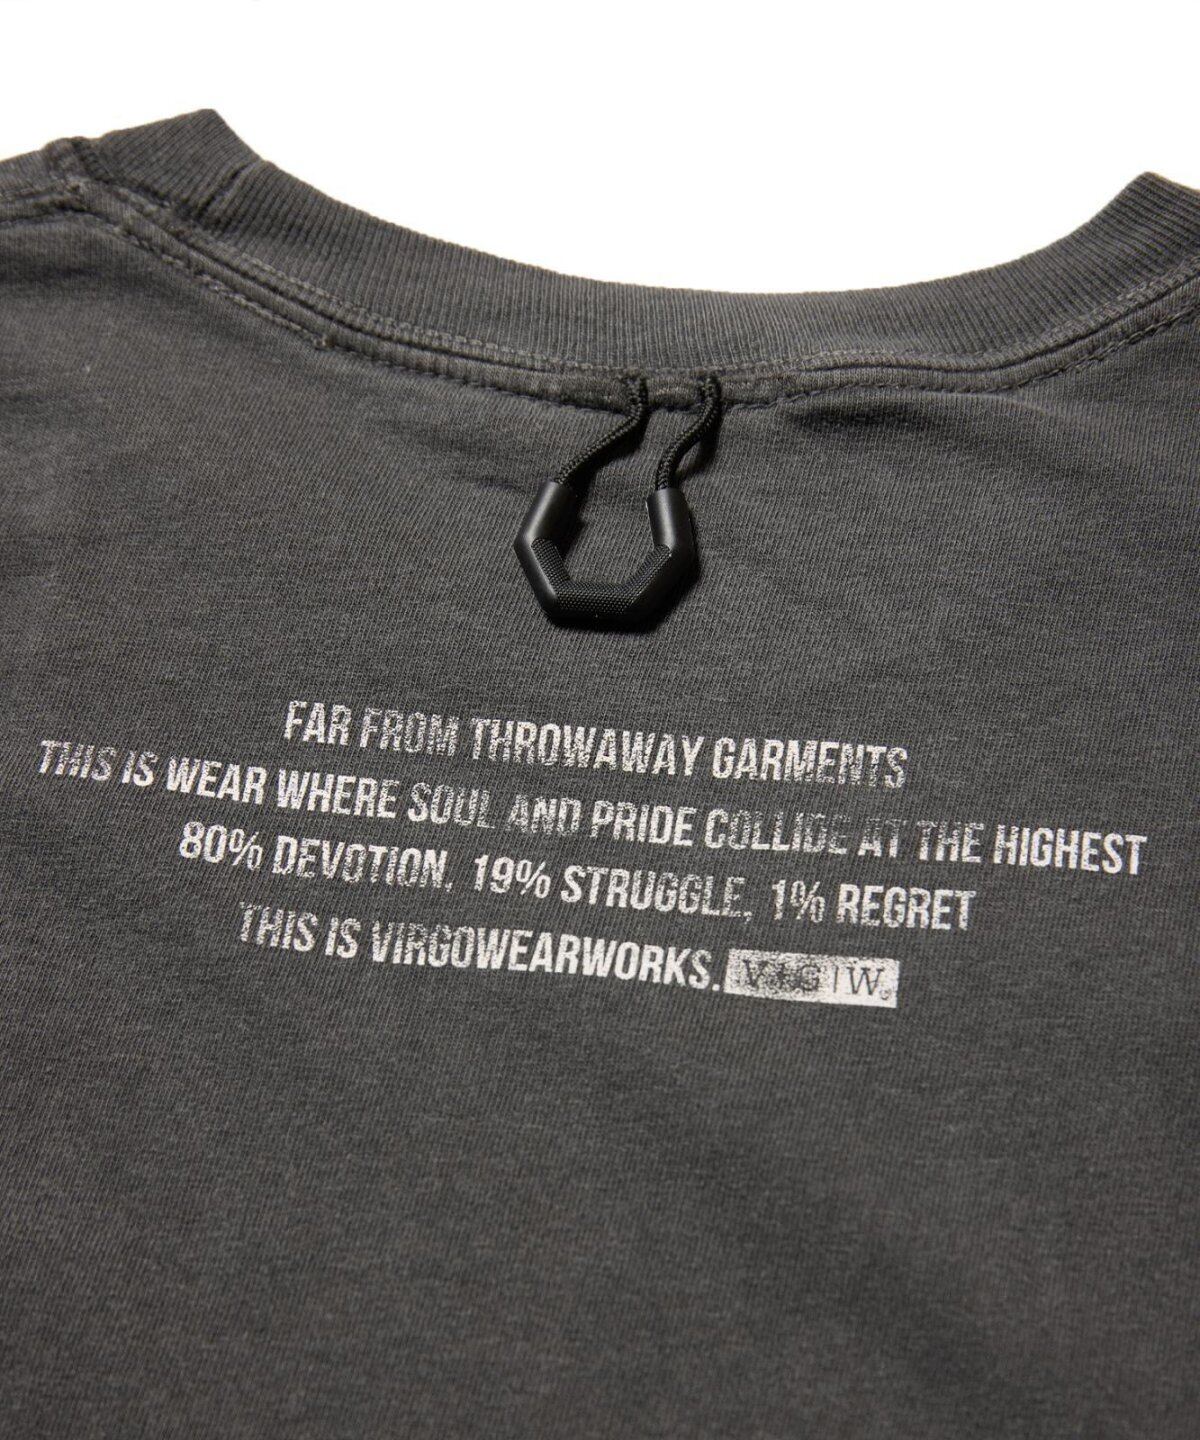 FAR FROM THROWAWAY GARMENTS
THIS IS WEAR WHERE SOUL AND PRIDE COLLIDE AT THE HIGHEST
80% DEVOTION, 19% STRUGGLE, 1% REGRET
THIS IS VIRGOWEARWORKS.